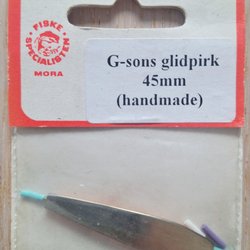 FISKE
SPECIALISTEN
MORA
G-sons glidpirk
45mm
(handmade)